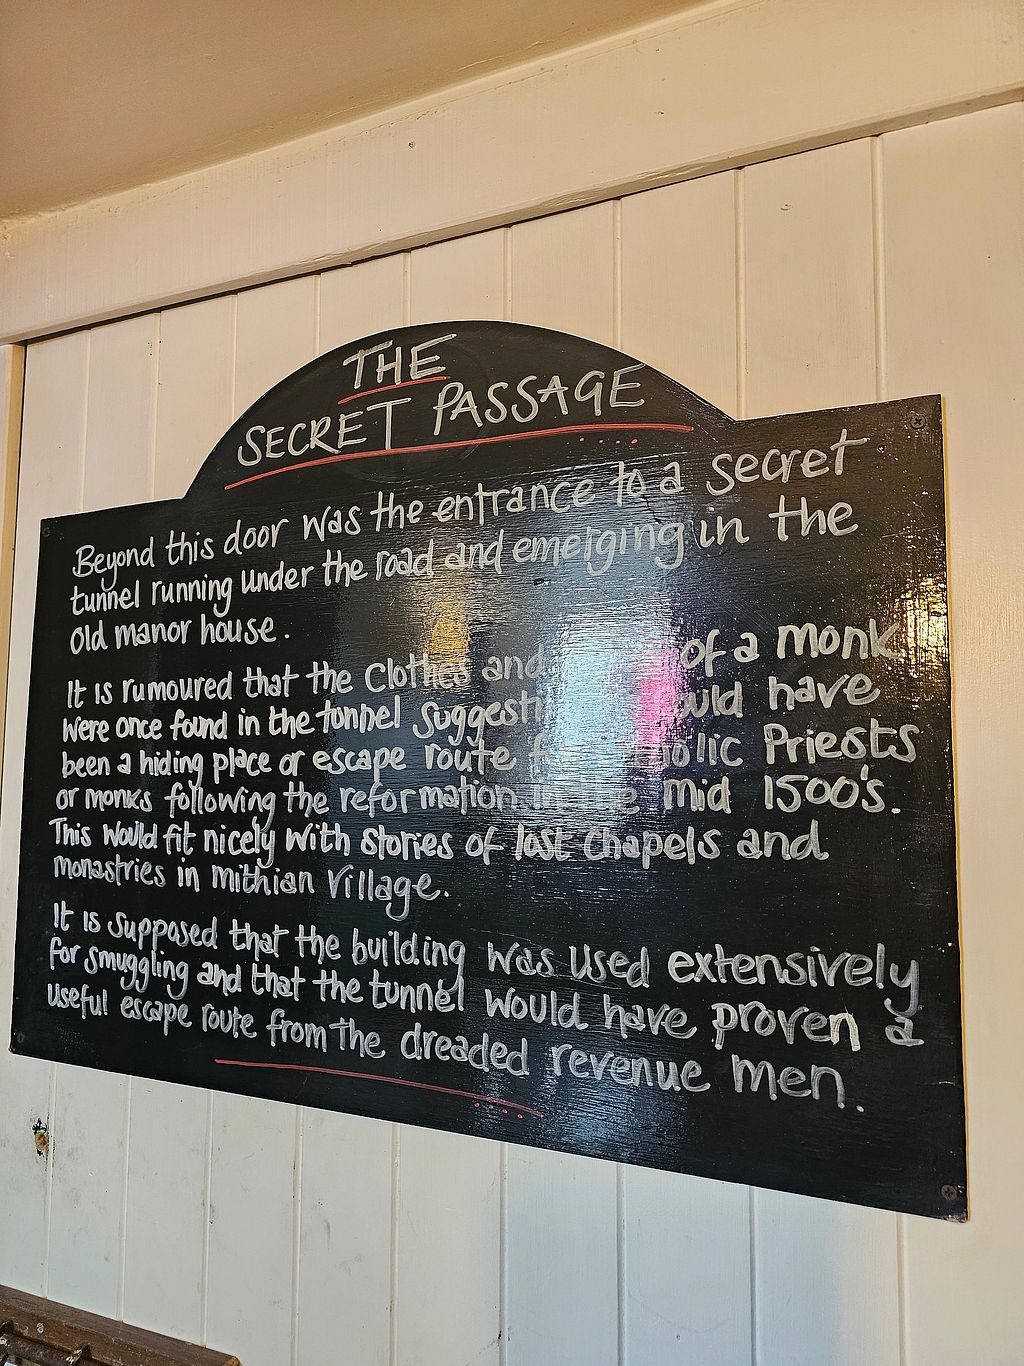 THE
SECRET PASSAGE
Beyond this door was the entrance to a secret
tunnel running under the road and emerging in the
old manor house.
It is rumoured that the clothes and of a monk
were once found in the tunnel have
been a hiding place or escape route Priests
or monks following the reformation in the mid 1500's.
This would fit nicely with stories of lost chapels and
monastries in mithian village.
It is supposed that the building was used extensively
for smuggling and that the tunnel would have proven a
useful escape route from the dreaded revenue men.